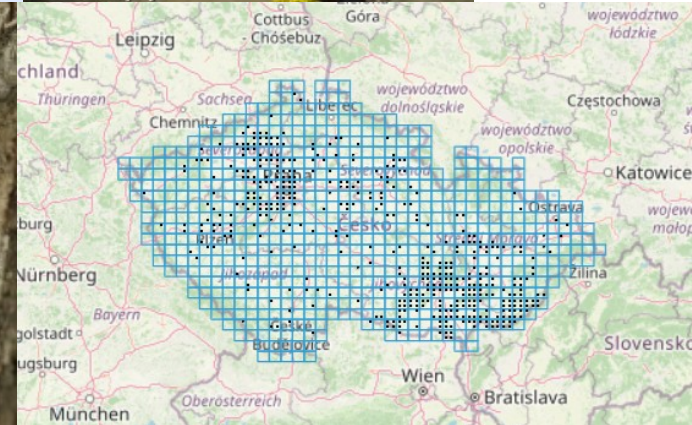 Cottbus
- Chóśebuz
Góra
województwo
łódzkie
Leipzig
chland
Thüringen
Sachsen
Chemnitz
Liberec
województwo
dolnośląskie
Częstochowa
województwo
opolskie
Katowice
Praha
Ostrava
Česko
Plzeň
Jihozápad
burg
Nürnberg
Žilina
Bayern
České
Budějovice
golstadt
ugsburg
Slovensko
Wien
Bratislava
Oberösterreich
München